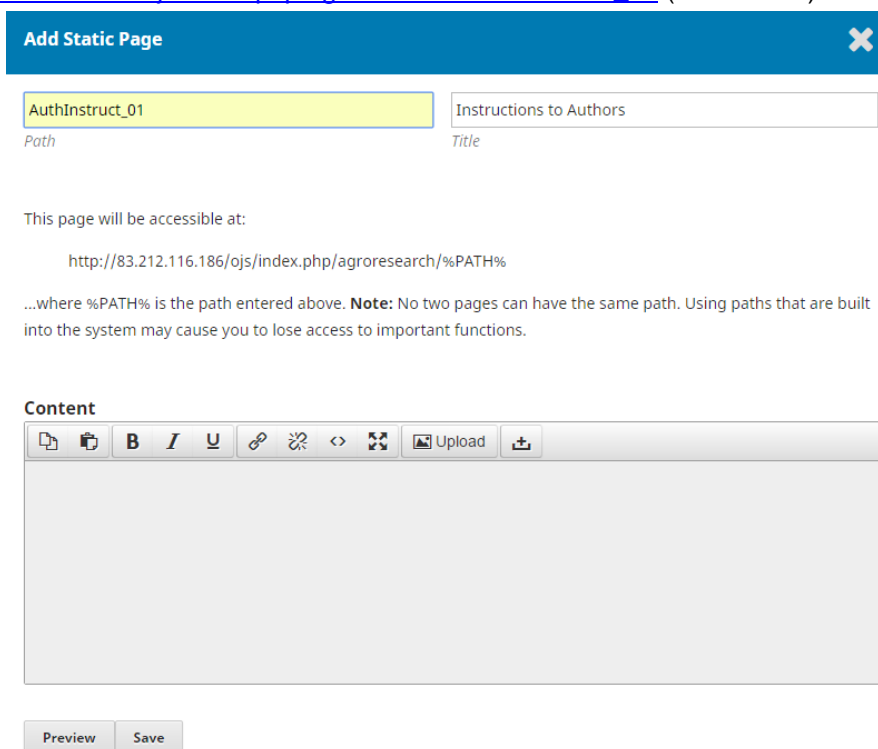 Add Static Page
AuthInstruct_01
Instructions to Authors
Path
Title
This page will be accessible at:
http://83.212.116.186/ojs/index.php/agroresearch/%PATH%
...where %PATH% is the path entered above. Note: No two pages can have the same path. Using paths that are built
into the system may cause you to lose access to important functions.
Content
B I U <> Upload
Preview Save